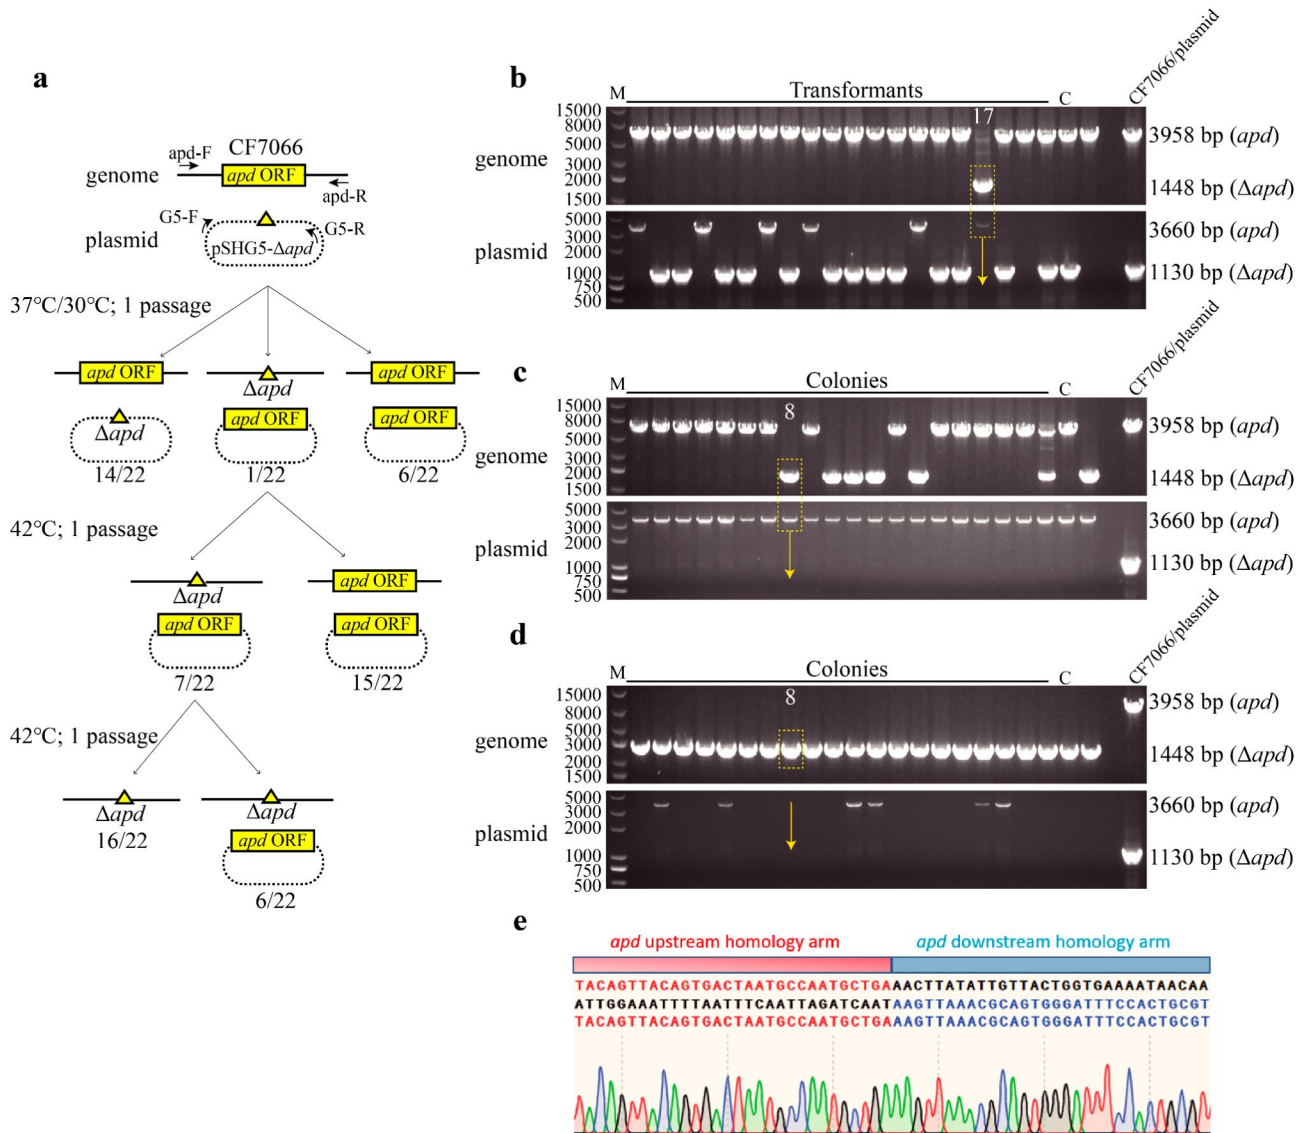 a
CF7066
apd-F
genome
apd ORF
apd-R
G5-F
G5-R
plasmid
pSHG5-Δapd
37℃/30℃; 1 passage
apd ORF
apd ORF
Δapd
Δapd
apd ORF
apd ORF
14/22
1/22
6/22
42℃; 1 passage
apd ORF
Δapd
apd ORF
apd ORF
7/22
15/22
42℃; 1 passage
Δapd
Δapd
16/22
apd ORF
6/22
b
M
Transformants
C
CF7066/plasmid
17
genome
15000
8000
5000
3000
2000
1500
3958 bp (apd)
1448 bp (Δapd)
plasmid
5000
3000
2000
1000
750
500
3660 bp (apd)
1130 bp (Δapd)
c
M
Colonies
C
CF7066/plasmid
8
genome
15000
8000
5000
3000
2000
1500
3958 bp (apd)
1448 bp (Δapd)
plasmid
5000
3000
2000
1000
750
500
3660 bp (apd)
1130 bp (Δapd)
d
M
Colonies
C
CF7066/plasmid
8
genome
15000
8000
5000
3000
2000
1500
3958 bp (apd)
1448 bp (Δapd)
plasmid
5000
3000
2000
1000
750
500
3660 bp (apd)
1130 bp (Δapd)
e
apd upstream homology arm apd downstream homology arm
TACAGTTACAGTGACTAATGCCAATGCTGAAACTTATATTGTTACTGGTGAAAATAACAA
ATTGGAAATTTTAATTTCAATTAGATCAATAAGTTAAACGCAGTGGGATTTCCACTGCGT
TACAGTTACAGTGACTAATGCCAATGCTGAAAGTTAAACGCAGTGGGATTTCCACTGCGT